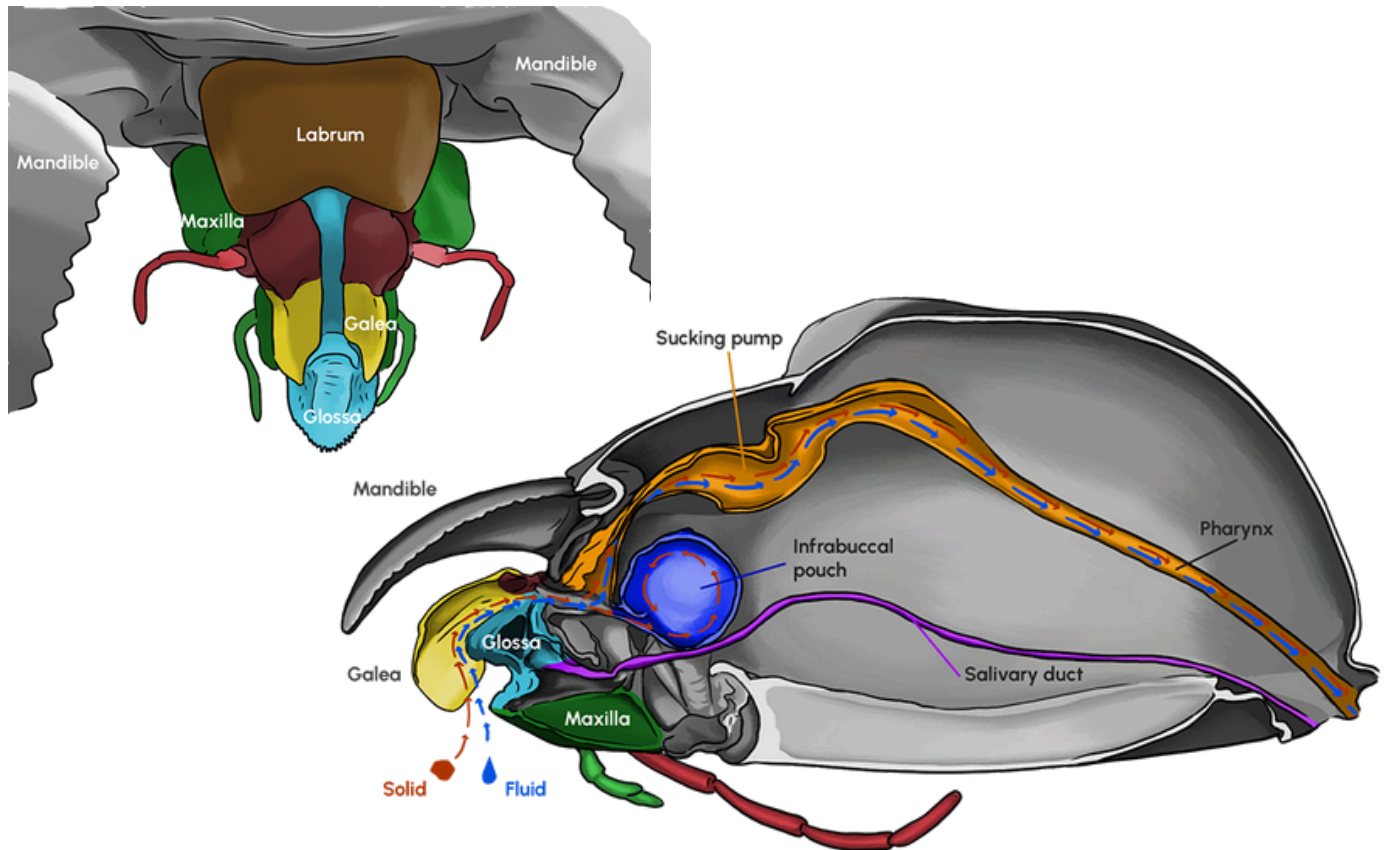 Mandible
Mandible
Labrum
Maxilla
Galea
Glossa
Sucking pump
Mandible
Infrabuccal
pouch
Pharynx
Glossa
Galea
Salivary duct
Maxilla
Solid
Fluid